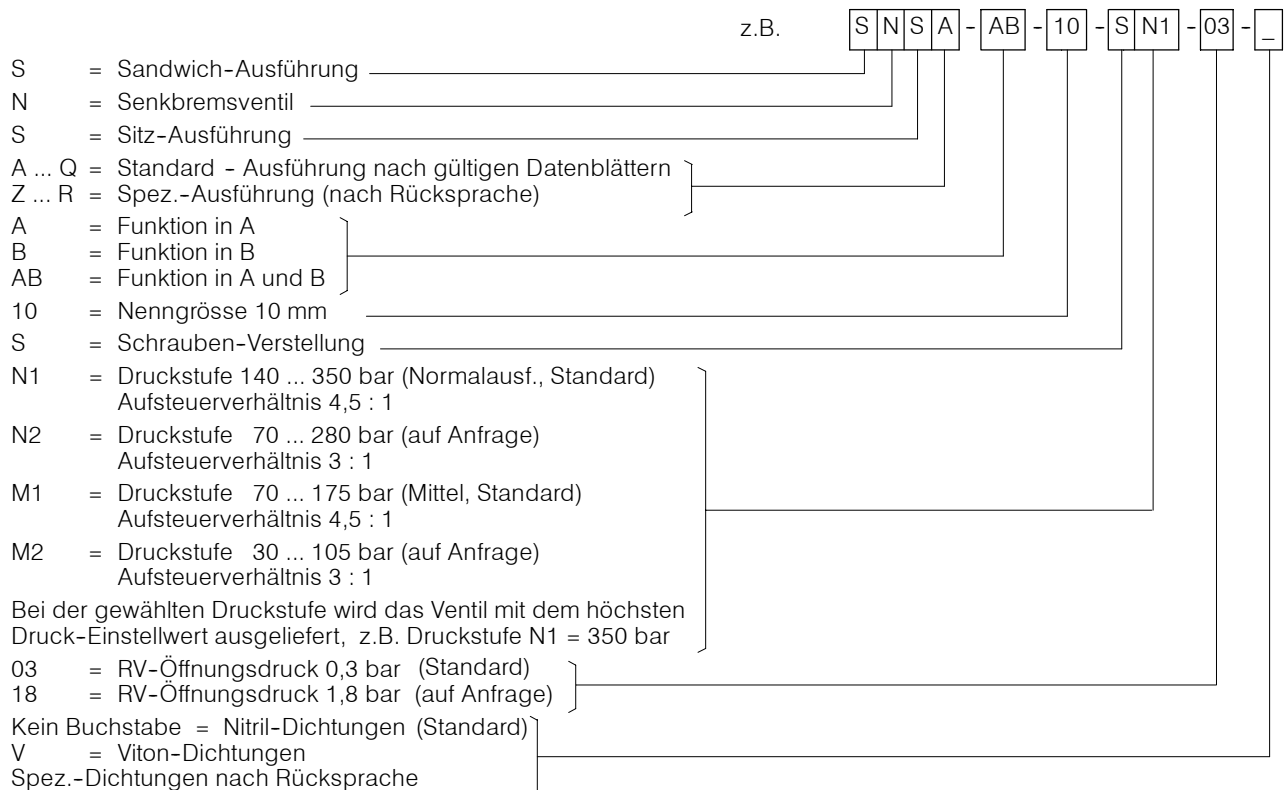 z.B. S N S A - AB - 10 - S N1 - 03 - _
S = Sandwich-Ausführung
N = Senkbremsventil
S = Sitz-Ausführung
A ... Q = Standard - Ausführung nach gültigen Datenblättern
Z ... R = Spez.-Ausführung (nach Rücksprache)
A = Funktion in A
B = Funktion in B
AB = Funktion in A und B
10 = Nenngrösse 10 mm
S = Schrauben-Verstellung
N1 = Druckstufe 140 ... 350 bar (Normalausf., Standard)
Aufsteuerverhältnis 4,5 : 1
N2 = Druckstufe 70 ... 280 bar (auf Anfrage)
Aufsteuerverhältnis 3 : 1
M1 = Druckstufe 70 ... 175 bar (Mittel, Standard)
Aufsteuerverhältnis 4,5 : 1
M2 = Druckstufe 30 ... 105 bar (auf Anfrage)
Aufsteuerverhältnis 3 : 1
Bei der gewählten Druckstufe wird das Ventil mit dem höchsten
Druck-Einstellwert ausgeliefert, z.B. Druckstufe N1 = 350 bar
03 = RV-Öffnungsdruck 0,3 bar (Standard)
18 = RV-Öffnungsdruck 1,8 bar (auf Anfrage)
Kein Buchstabe = Nitril-Dichtungen (Standard)
V = Viton-Dichtungen
Spez.-Dichtungen nach Rücksprache